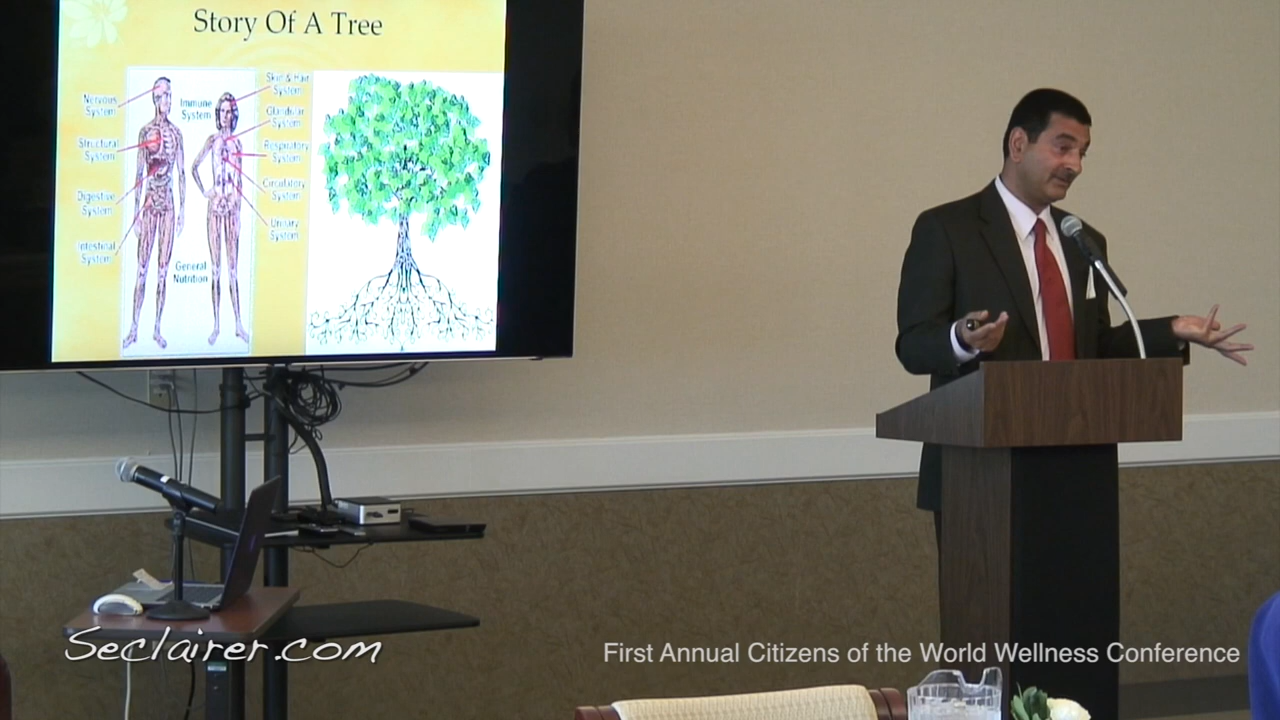 Story Of A Tree
Nervous
System
Immune
System
Skin & Hair
System
Glandular
System
Structural
System
Respiratory
System
Digestive
System
Circulatory
System
Urinary
System
Intestinal
System
General
Nutrition
Seclairer.com
First Annual Citizens of the World Wellness Conference